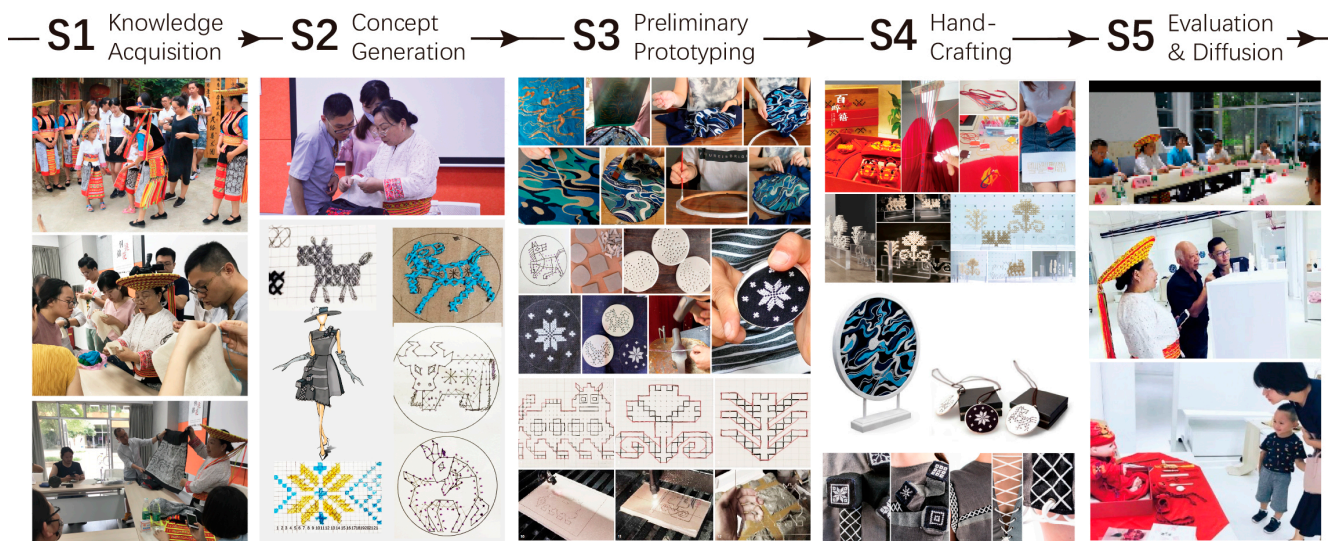 S1 Knowledge
Acquisition
S2 Concept
Generation
S3 Preliminary
Prototyping
S4 Hand-
Crafting
S5 Evaluation
& Diffusion